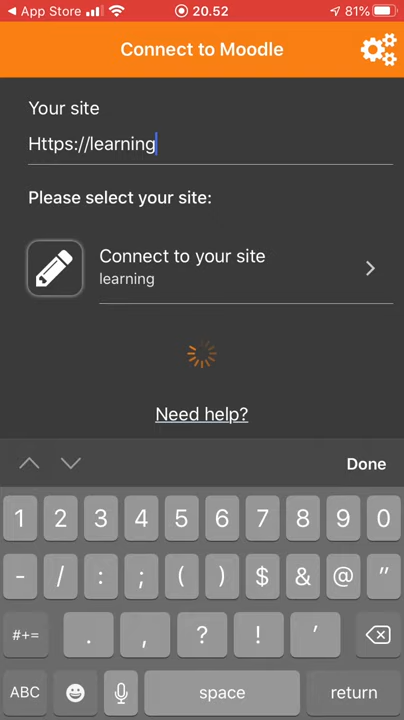 App Store 20.52 81%
Connect to Moodle
Your site
Https://learning
Please select your site:
Connect to your site
learning
Need help?
Done
1 2 3 4 5 6 7 8 9 0
- / : ; ( ) $ & @ "
#+= . , ? ! '
ABC space return